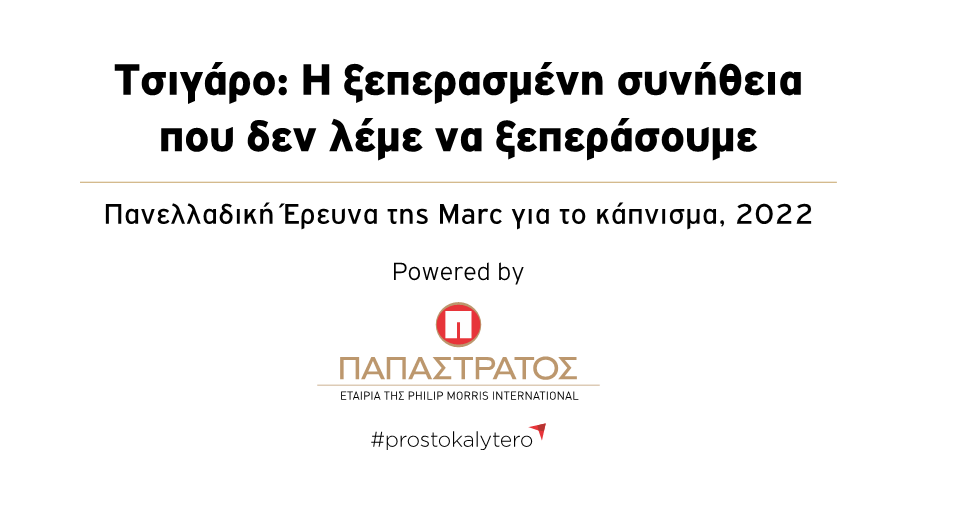 Τσιγάρο: Η ξεπερασμένη συνήθεια
που δεν λέμε να ξεπεράσουμε
Πανελλαδική Έρευνα της Marc για το κάπνισμα, 2022
Powered by
ΠΑΠΑΣΤΡΑΤΟΣ
ΕΤΑΙΡΙΑ ΤΗΣ PHILIP MORRIS INTERNATIONAL
#prostokalytero